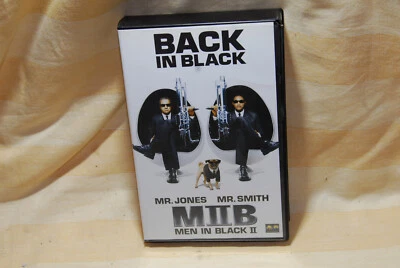 BACK
IN BLACK
MR. JONES MR. SMITH
MIIB
MEN IN BLACK II